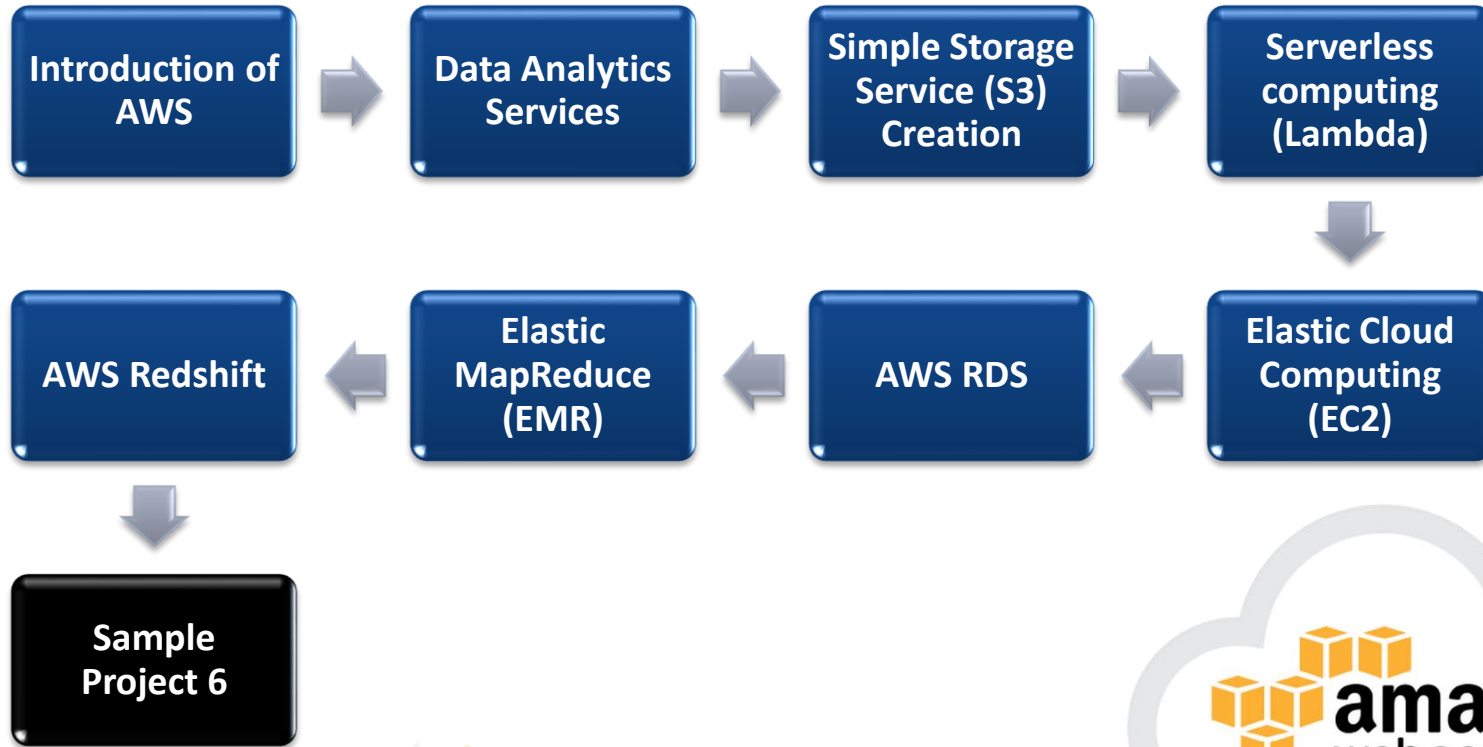 Introduction of
AWS
Data Analytics
Services
Simple Storage
Service (S3)
Creation
Serverless
computing
(Lambda)
Elastic Cloud
Computing
(EC2)
AWS RDS
Elastic
MapReduce
(EMR)
AWS Redshift
Sample
Project 6
ama